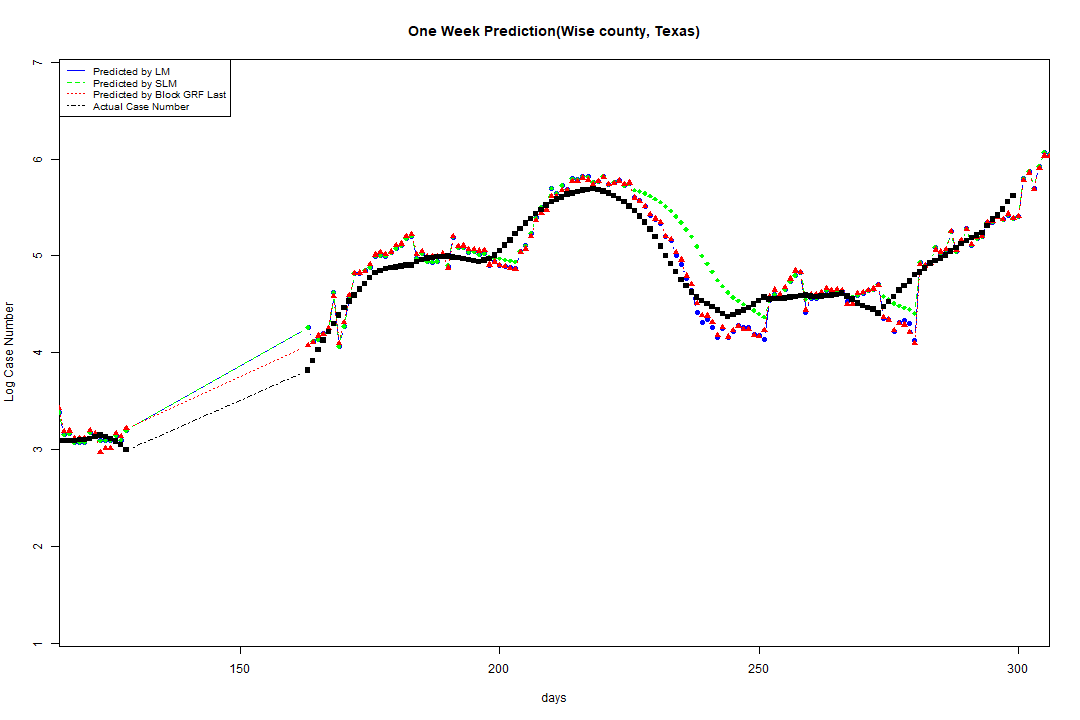 One Week Prediction(Wise county, Texas)
Predicted by LM
Predicted by SLM
Predicted by Block GRF Last
Actual Case Number
7
6
5
4
3
2
1
Log Case Number
150 200 250 300
days